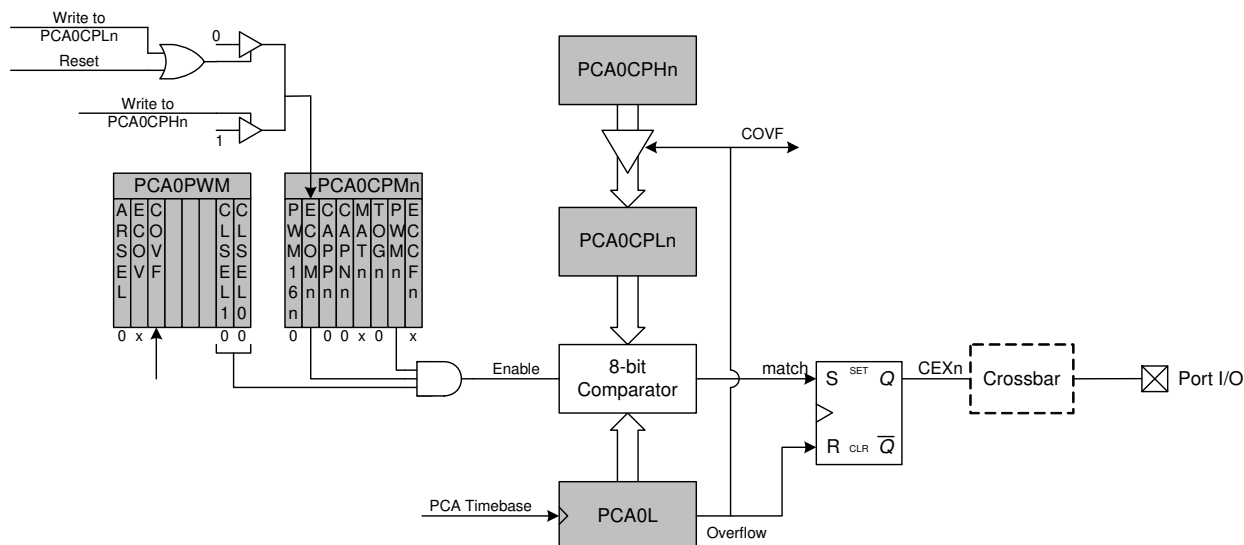 Write to
PCA0CPLn
Reset
0
Write to
PCA0CPHn
1
PCA0CPHn
COVF
PCA0PWM
ARSEL
ECOV
COVF
CLSEL1
CLSEL0
0 x 0 0
PCA0CPMn
PWM16n
ECOMn
CAPPn
CAPNn
MATn
TOGn
PWMn
ECCFn
0 0 0 x 0 x
PCA0CPLn
Enable
8-bit
Comparator
match
S SET Q
R CLR Q
CEXn
Crossbar
Port I/O
PCA Timebase
PCA0L
Overflow